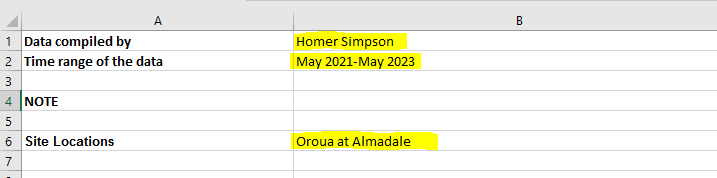 A B
1 Data compiled by Homer Simpson
2 Time range of the data May 2021-May 2023
3
4 NOTE
5
6 Site Locations Oroua at Almadale
7